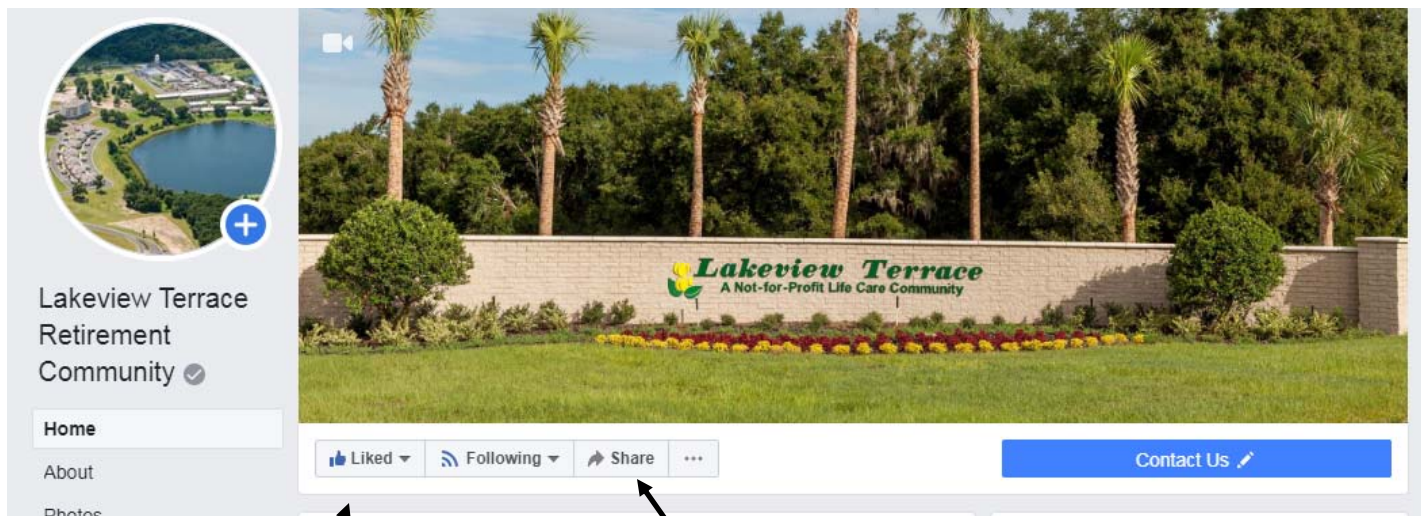 Lakeview Terrace
A Not-for-Profit Life Care Community
Lakeview Terrace
Retirement
Community
Home
About
Photos
Liked
Following
Share
Contact Us